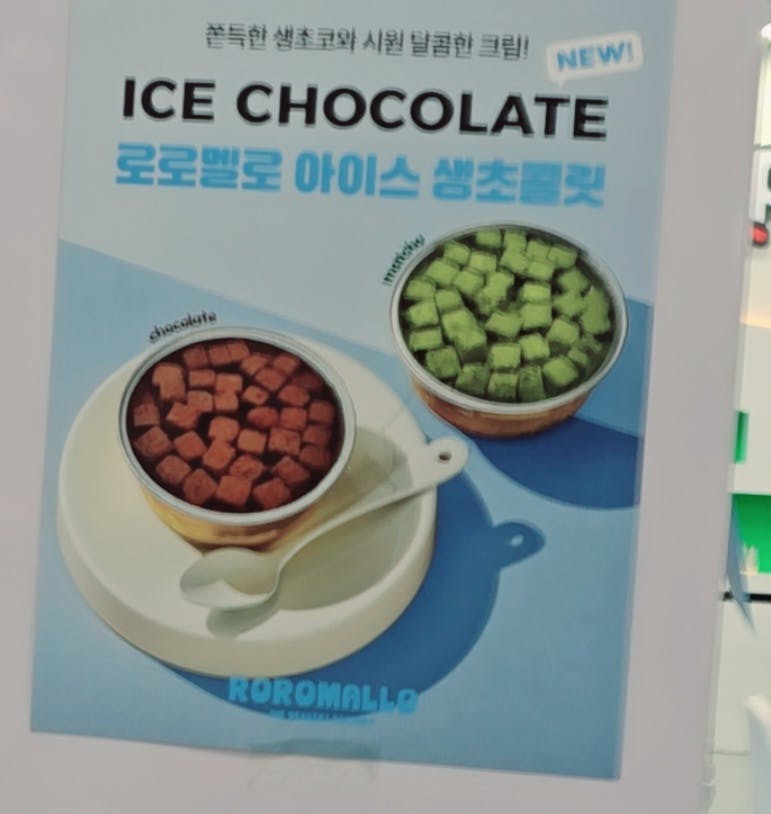 쫀득한 생초코와 시원 달콤한 크림!
NEW!
ICE CHOCOLATE
로로멜로 아이스 생초콜릿
matcha
chocolate
ROROMALLO